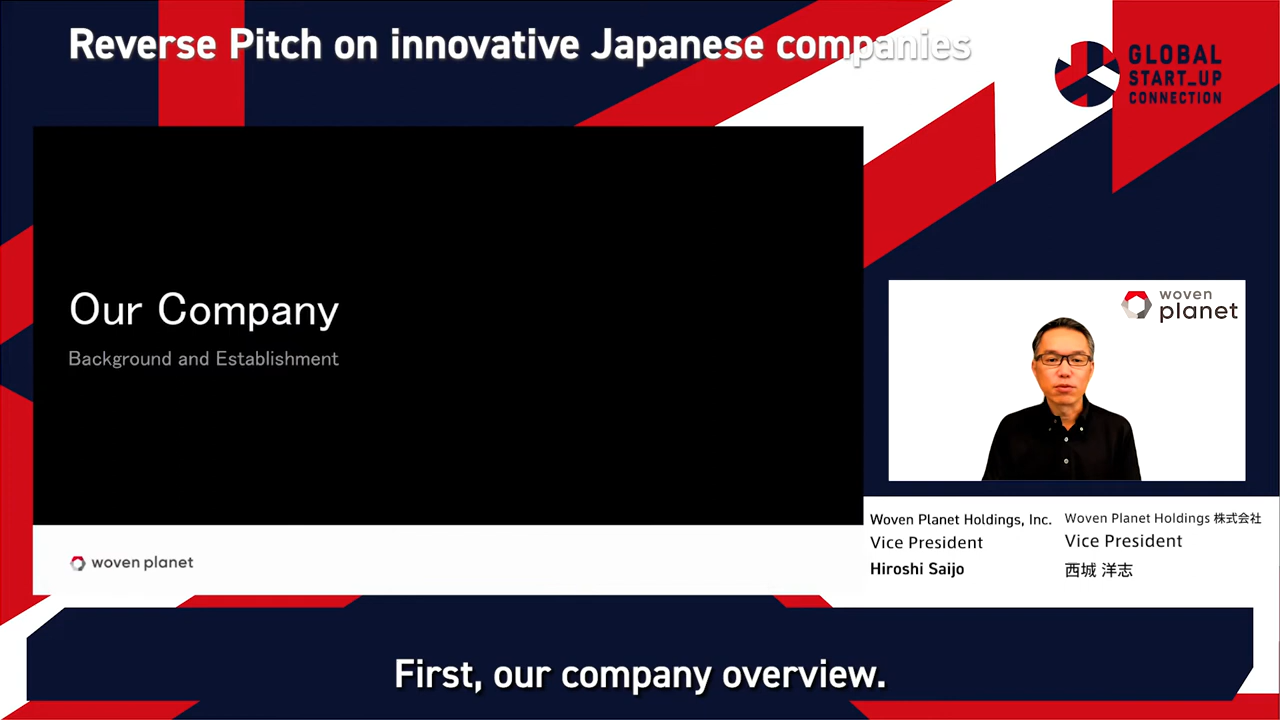 Reverse Pitch on innovative Japanese companies
GLOBAL
START_UP
CONNECTION
Our Company
Background and Establishment
woven planet
woven
planet
Woven Planet Holdings, Inc.
Vice President
Hiroshi Saijo
Woven Planet Holdings 株式会社
Vice President
西城 洋志
First, our company overview.